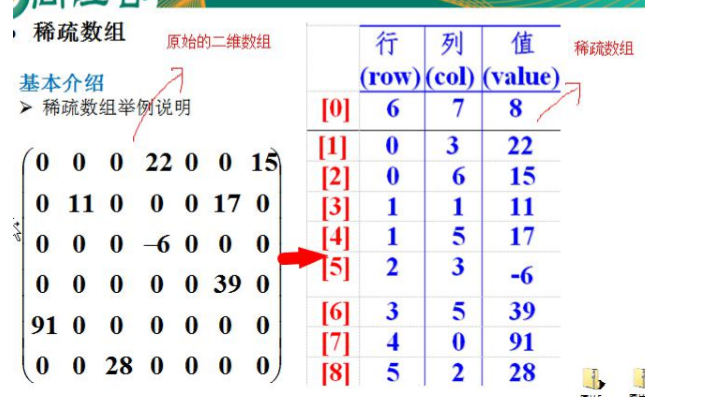 稀疏数组
原始的二维数组
基本介绍
➢ 稀疏数组举例说明
0 0 0 22 0 0 15
0 11 0 0 0 17 0
0 0 0 –6 0 0 0
0 0 0 0 0 39 0
91 0 0 0 0 0 0
0 0 28 0 0 0 0
行 列 值
(row) (col) (value)
稀疏数组
[0] 6 7 8
[1] 0 3 22
[2] 0 6 15
[3] 1 1 11
[4] 1 5 17
[5] 2 3 -6
[6] 3 5 39
[7] 4 0 91
[8] 5 2 28